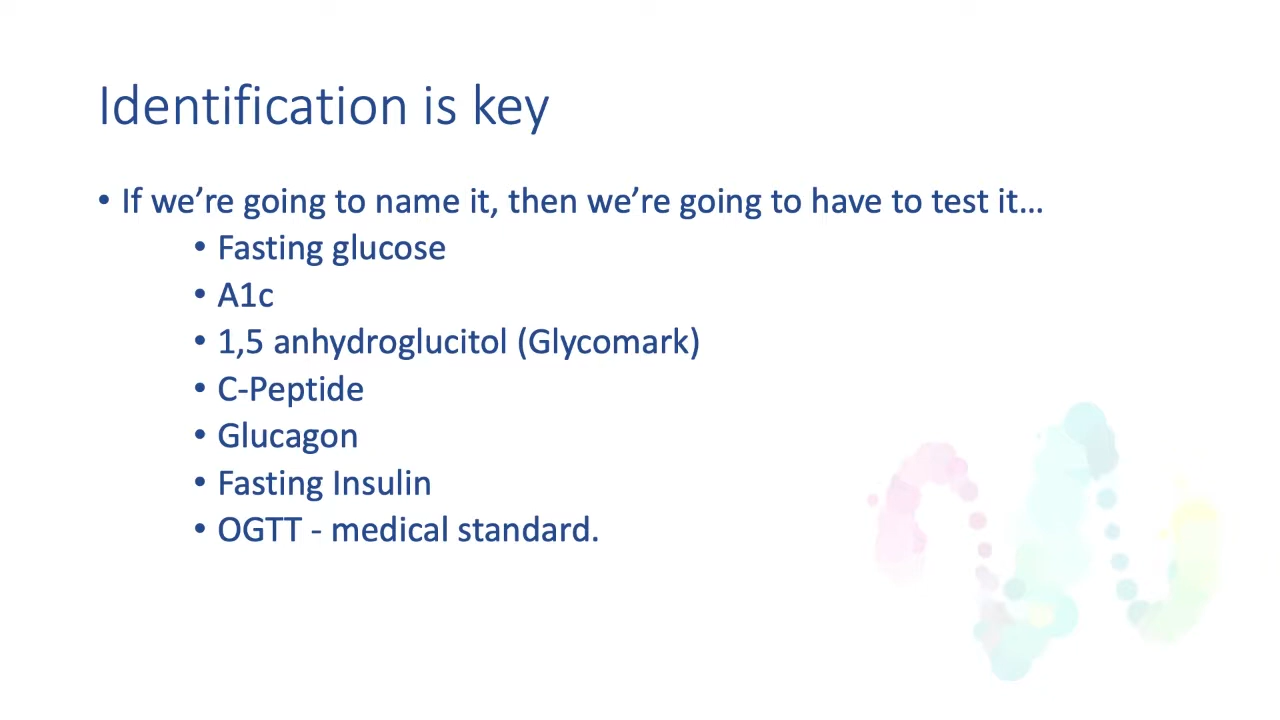 Identification is key
• If we’re going to name it, then we’re going to have to test it…
• Fasting glucose
• A1c
• 1,5 anhydroglucitol (Glycomark)
• C-Peptide
• Glucagon
• Fasting Insulin
• OGTT - medical standard.